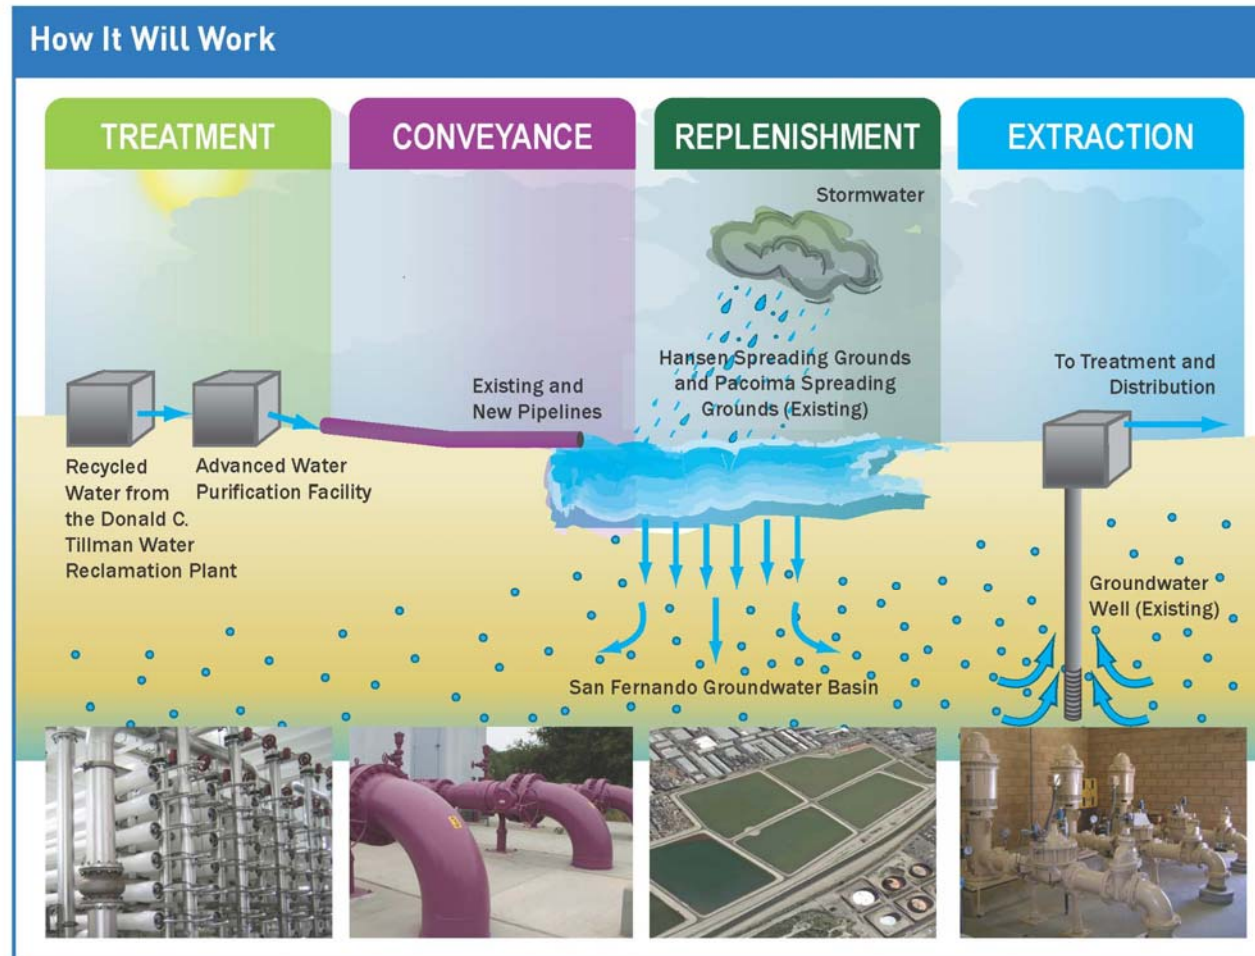 How It Will Work
TREATMENT
CONVEYANCE
REPLENISHMENT
EXTRACTION
Stormwater
Hansen Spreading Grounds
and Pacoima Spreading
Grounds (Existing)
Existing and
New Pipelines
To Treatment and
Distribution
Recycled
Water from
the Donald C.
Tillman Water
Reclamation Plant
Advanced Water
Purification Facility
Groundwater
Well (Existing)
San Fernando Groundwater Basin